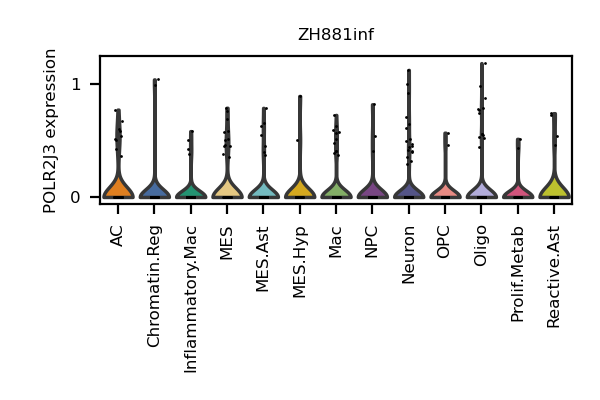 ZH881inf
POLR2J3 expression
1
0
AC
Chromatin.Reg
Inflammatory.Mac
MES
MES.Ast
MES.Hyp
Mac
NPC
Neuron
OPC
Oligo
Prolif.Metab
Reactive.Ast